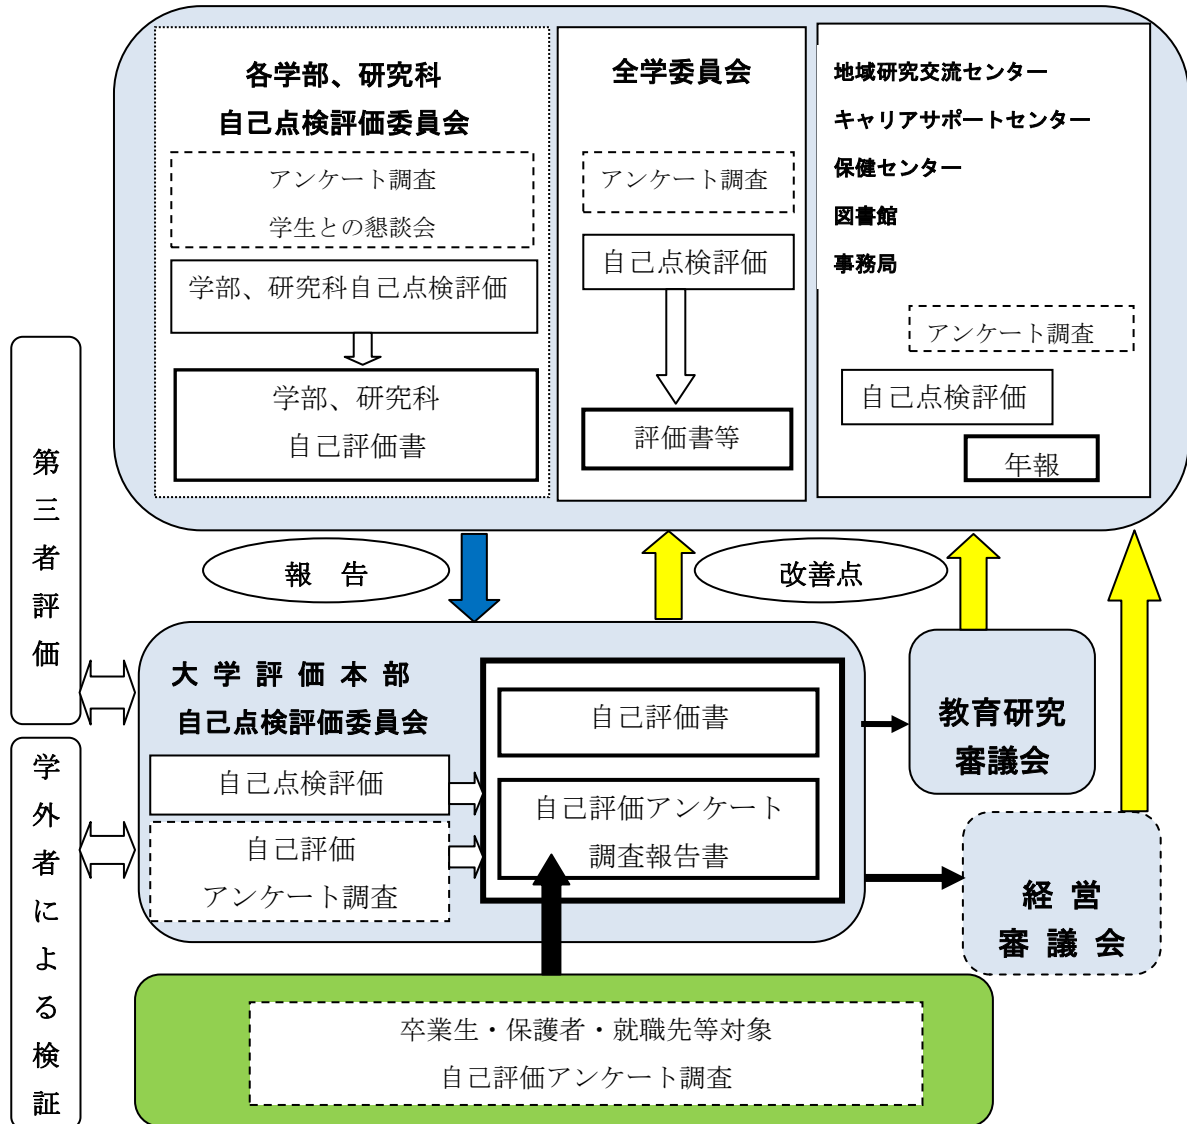 各学部、研究科
自己点検評価委員会
アンケート調査
学生との懇談会
学部、研究科自己点検評価
学部、研究科
自己評価書
全学委員会
アンケート調査
自己点検評価
評価書等
地域研究交流センター
キャリアサポートセンター
保健センター
図書館
事務局
アンケート調査
自己点検評価
年報
第三者評価
学外者による検証
報 告
改善点
大 学 評 価 本 部
自己点検評価委員会
自己点検評価
自己評価
アンケート調査
自己評価書
自己評価アンケート
調査報告書
教育研究
審議会
経 営
審 議 会
卒業生・保護者・就職先等対象
自己評価アンケート調査